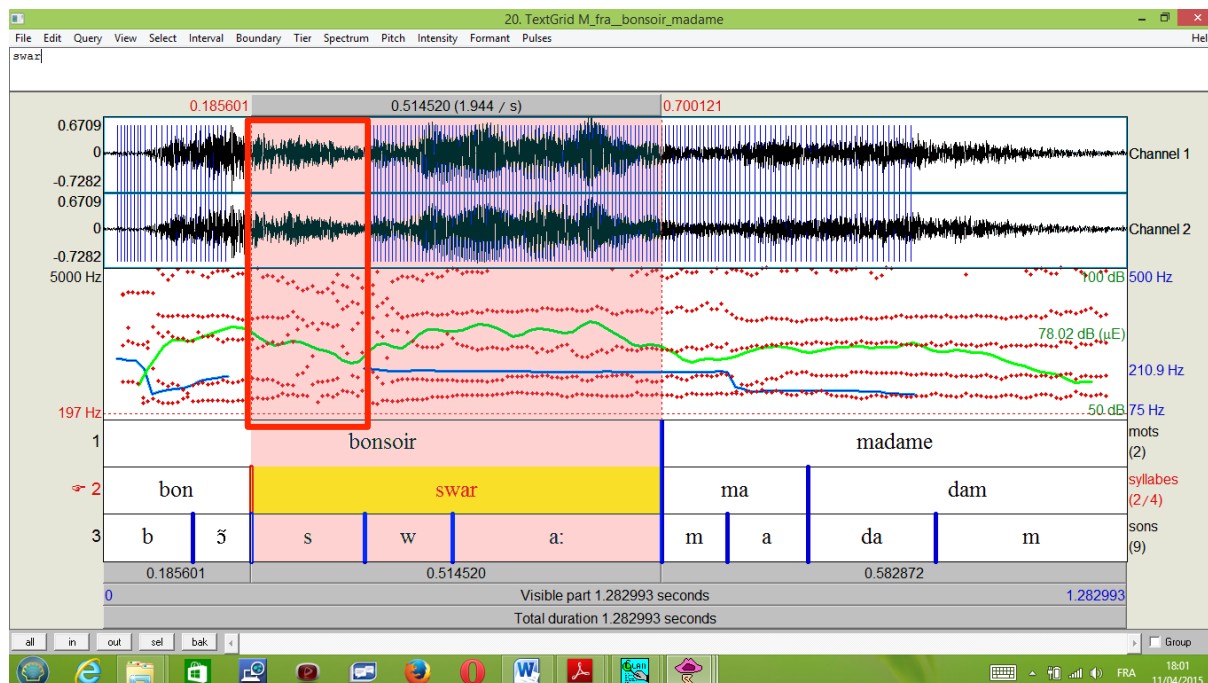 20. TextGrid M_fra__bonsoir_madame
File Edit Query View Select Interval Boundary Tier Spectrum Pitch Intensity Formant Pulses Hel
swar
0.185601 0.514520 (1.944 / s) 0.700121
0.6709
0
-0.7282
Channel 1
0.6709
0
-0.7282
Channel 2
5000 Hz 100 dB 500 Hz
78.02 dB (µE)
210.9 Hz
197 Hz 50 dB 75 Hz
1 bonsoir madame mots (2)
2 bon swar ma dam syllabes (2/4)
3 b ɔ̃ s w a: m a da m sons (9)
0.185601 0.514520 0.582872
0 Visible part 1.282993 seconds 1.282993
Total duration 1.282993 seconds
all in out sel bak Group
FRA 18:01
11/04/2015